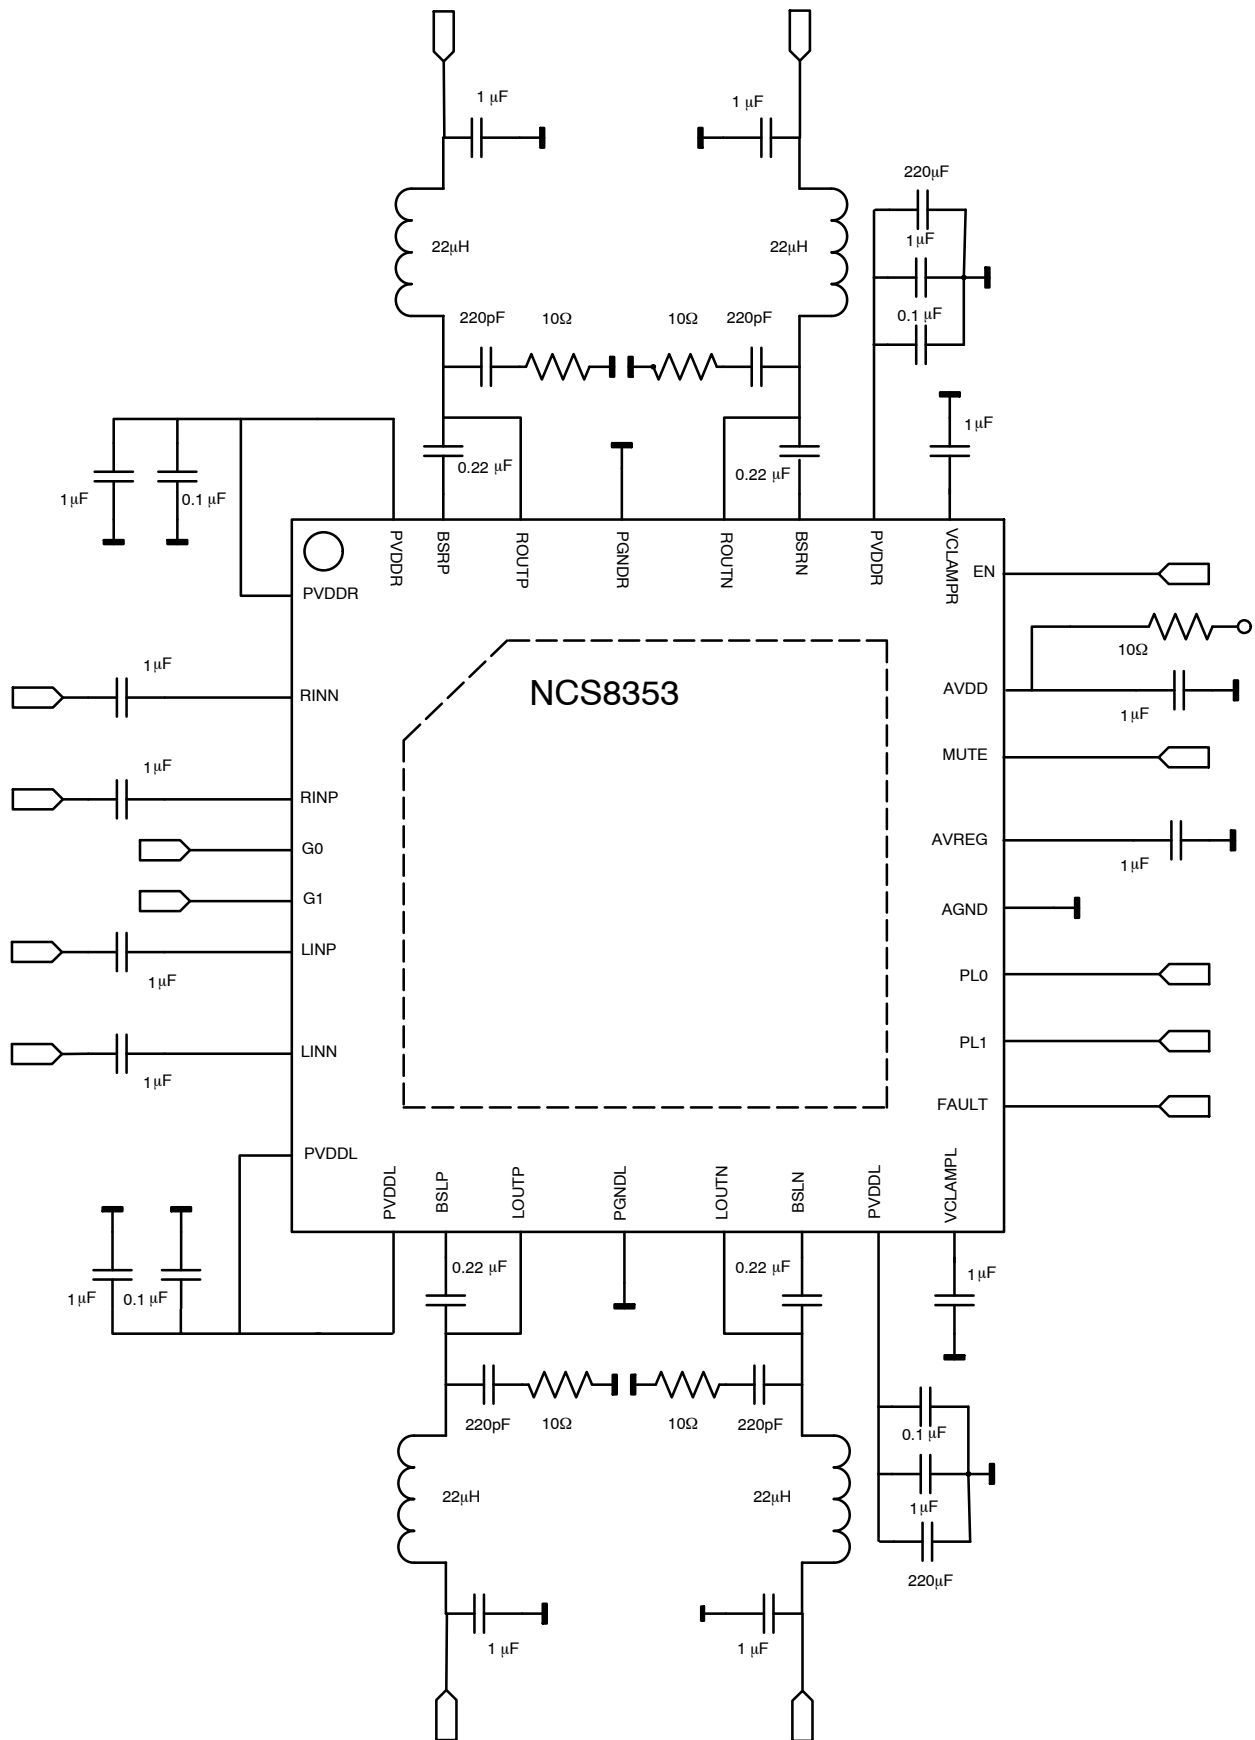 1 µF
1 µF
220µF
1µF
22µH
22µH
0.1 µF
220pF
10Ω
10Ω
220pF
1µF
0.22 µF
0.22 µF
1µF
0.1 µF
PVDDR
BSRP
ROUTP
PGNDR
ROUTN
BSRN
PVDDR
VCLAMPR
EN
PVDDR
10Ω
1µF
RINN
NCS8353
AVDD
1µF
MUTE
1µF
RINP
G0
AVREG
1µF
G1
AGND
LINP
1µF
PL0
LINN
PL1
1µF
FAULT
PVDDL
PVDDL
BSLP
LOUTP
PGNDL
LOUTN
BSLN
PVDDL
VCLAMPL
0.22 µF
0.22 µF
1µF
1µF
0.1 µF
220pF
10Ω
10Ω
220pF
0.1 µF
22µH
22µH
1µF
220µF
1 µF
1 µF